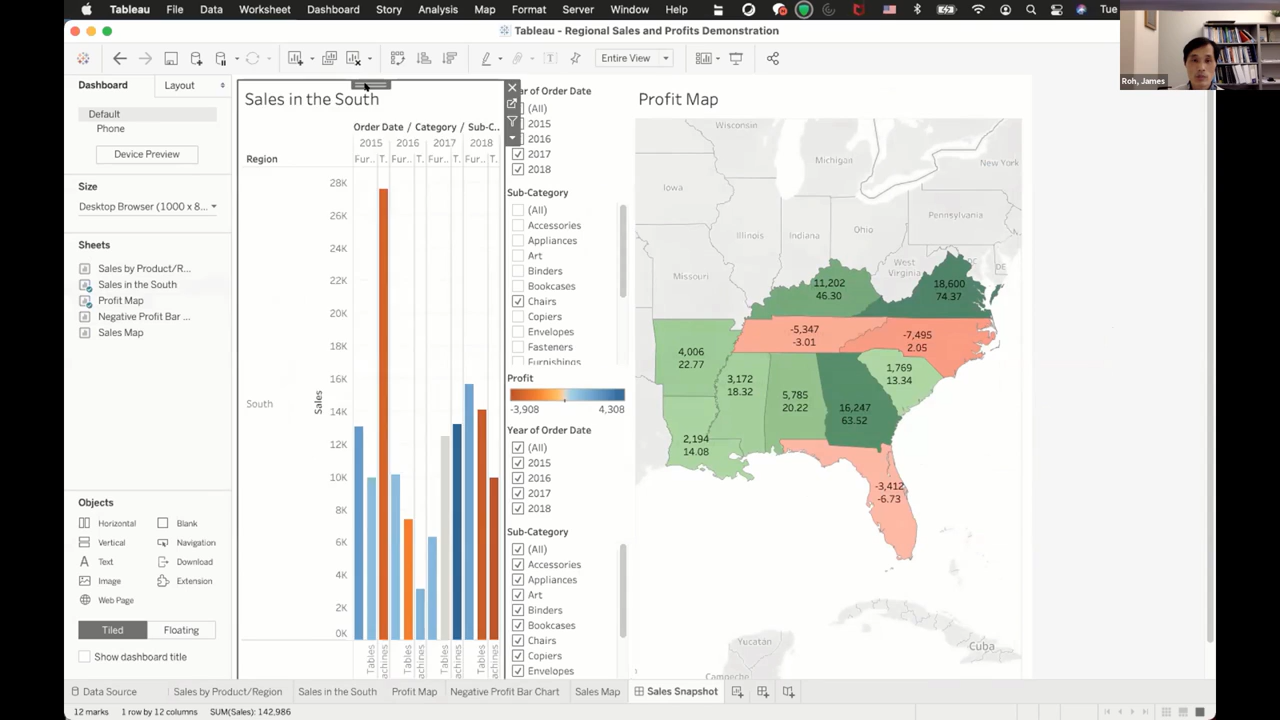 Tableau File Data Worksheet Dashboard Story Analysis Map Format Server Window Help Tue
Tableau - Regional Sales and Profits Demonstration
Entire View
Roh, James
Dashboard Layout
Default
Phone
Device Preview
Size
Desktop Browser (1000 x 8...
Sheets
Sales by Product/R...
Sales in the South
Profit Map
Negative Profit Bar ...
Sales Map
Objects
Horizontal Blank
Vertical Navigation
Text Download
Image Extension
Web Page
Tiled Floating
Show dashboard title
Sales in the South
Order Date / Category / Sub-C..
2015 2016 2017 2018
Region Fur.. T. Fur.. T. Fur.. T. Fur.. T.
28K
26K
24K
22K
20K
18K
16K
14K
12K
10K
8K
6K
4K
2K
0K
South
Sales
Tables
achines
Tables
achines
Tables
achines
Tables
achines
ear of Order Date
(All)
2015
2016
2017
2018
Sub-Category
(All)
Accessories
Appliances
Art
Binders
Bookcases
Chairs
Copiers
Envelopes
Fasteners
Furnishings
Profit
-3,908 4,308
Year of Order Date
(All)
2015
2016
2017
2018
Sub-Category
(All)
Accessories
Appliances
Art
Binders
Bookcases
Chairs
Copiers
Envelopes
Profit Map
Wisconsin
Michigan
New York
Iowa
Pennsylvania
Illinois
Indiana
Ohio
Missouri
West
Virginia
DE
11,202
46.30
18,600
74.37
-5,347
-3.01
-7,495
2.05
4,006
22.77
3,172
18.32
5,785
20.22
16,247
63.52
1,769
13.34
2,194
14.08
-3,412
-6.73
Yucatan
Campeche
Cuba
Data Source Sales by Product/Region Sales in the South Profit Map Negative Profit Bar Chart Sales Map Sales Snapshot
12 marks 1 row by 12 columns SUM(Sales): 142,986